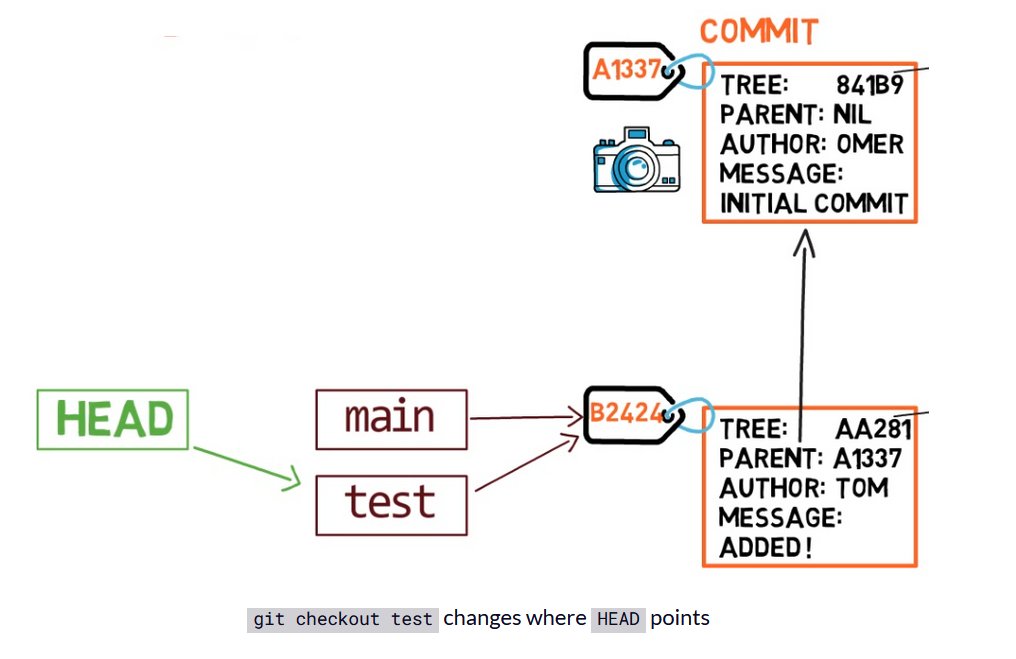 COMMIT
A1337
TREE: 841B9
PARENT: NIL
AUTHOR: OMER
MESSAGE:
INITIAL COMMIT
HEAD
main
test
B2424
TREE: AA281
PARENT: A1337
AUTHOR: TOM
MESSAGE:
ADDED!
git checkout test changes where HEAD points